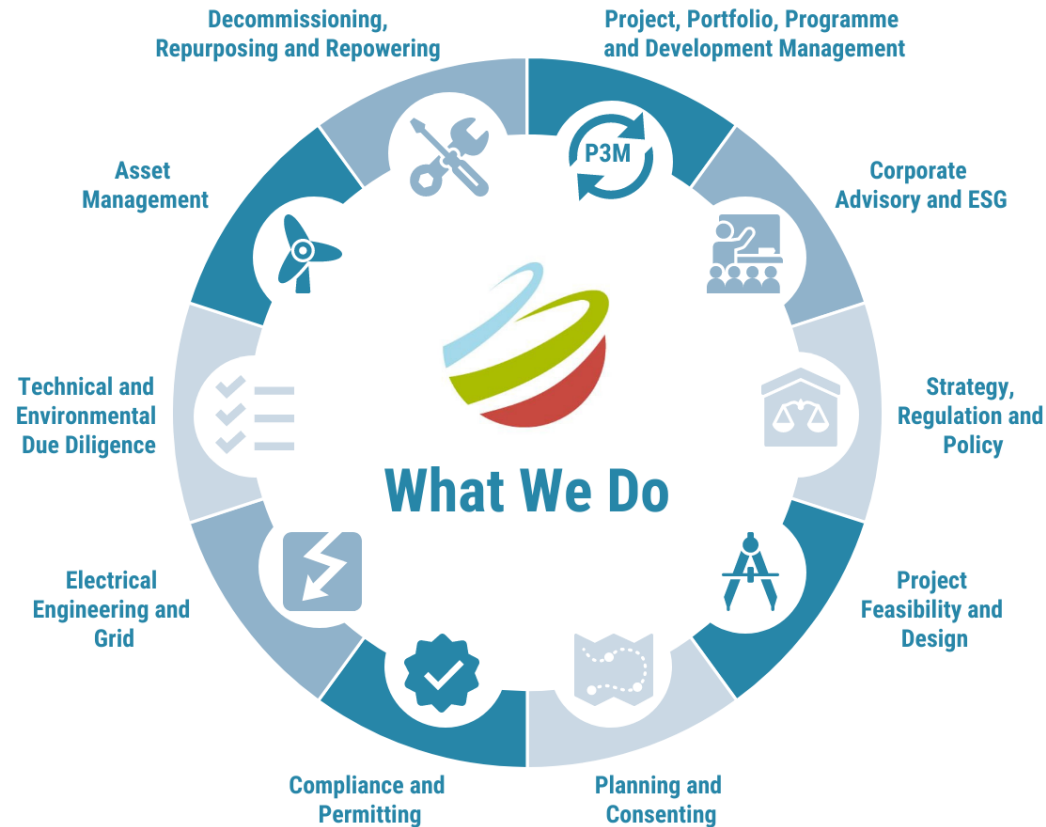 Decommissioning,
Repurposing and Repowering
Project, Portfolio, Programme
and Development Management
P3M
Asset
Management
Corporate
Advisory and ESG
Technical and
Environmental
Due Diligence
Strategy,
Regulation and
Policy
What We Do
Electrical
Engineering and
Grid
Project
Feasibility and
Design
Compliance and
Permitting
Planning and
Consenting